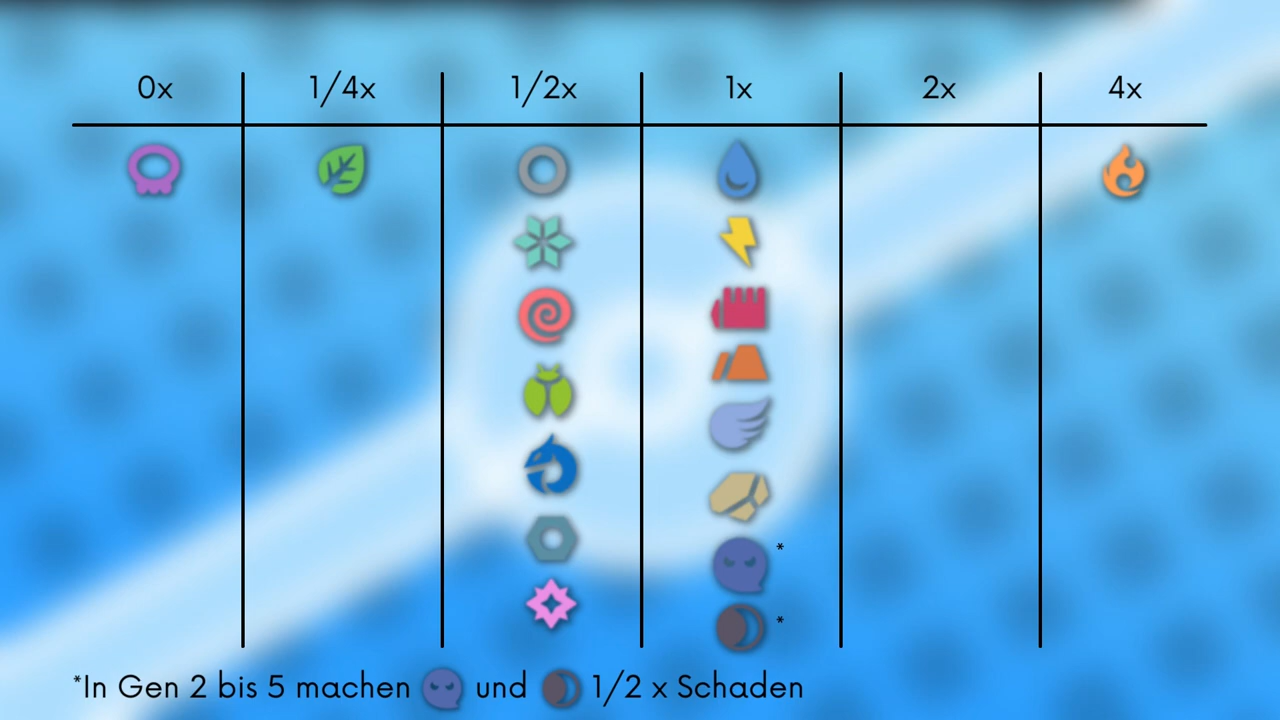 0x 1/4x 1/2x 1x 2x 4x
*
*
*In Gen 2 bis 5 machen und 1/2 x Schaden